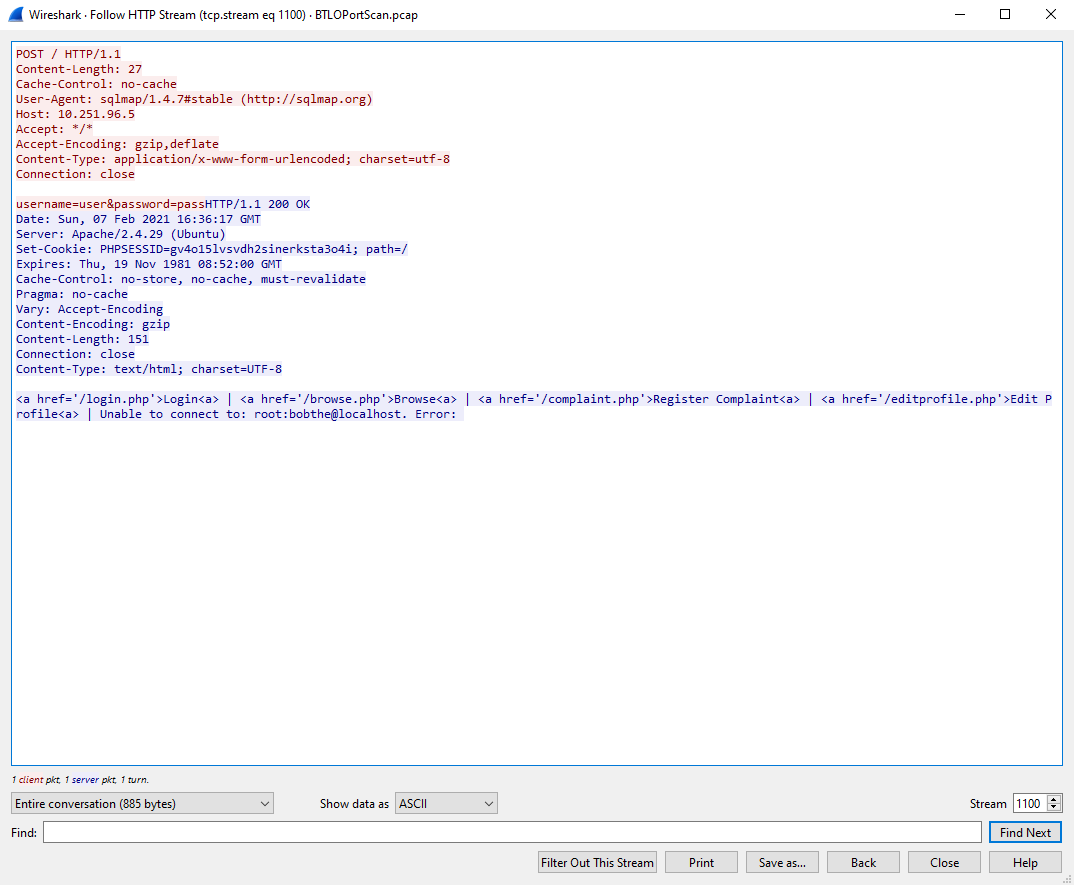 Wireshark · Follow HTTP Stream (tcp.stream eq 1100) · BTLOPortScan.pcap
POST / HTTP/1.1
Content-Length: 27
Cache-Control: no-cache
User-Agent: sqlmap/1.4.7#stable (http://sqlmap.org)
Host: 10.251.96.5
Accept: */*
Accept-Encoding: gzip,deflate
Content-Type: application/x-www-form-urlencoded; charset=utf-8
Connection: close
username=user&password=passHTTP/1.1 200 OK
Date: Sun, 07 Feb 2021 16:36:17 GMT
Server: Apache/2.4.29 (Ubuntu)
Set-Cookie: PHPSESSID=gv4o15lvsvdh2sinerksta3o4i; path=/
Expires: Thu, 19 Nov 1981 08:52:00 GMT
Cache-Control: no-store, no-cache, must-revalidate
Pragma: no-cache
Vary: Accept-Encoding
Content-Encoding: gzip
Content-Length: 151
Connection: close
Content-Type: text/html; charset=UTF-8
<a href='/login.php'>Login<a> | <a href='/browse.php'>Browse<a> | <a href='/complaint.php'>Register Complaint<a> | <a href='/editprofile.php'>Edit P
rofile<a> | Unable to connect to: root:bobthe@localhost. Error:
1 client pkt, 1 server pkt, 1 turn.
Entire conversation (885 bytes) Show data as ASCII Stream 1100
Find: Find Next
Filter Out This Stream Print Save as... Back Close Help